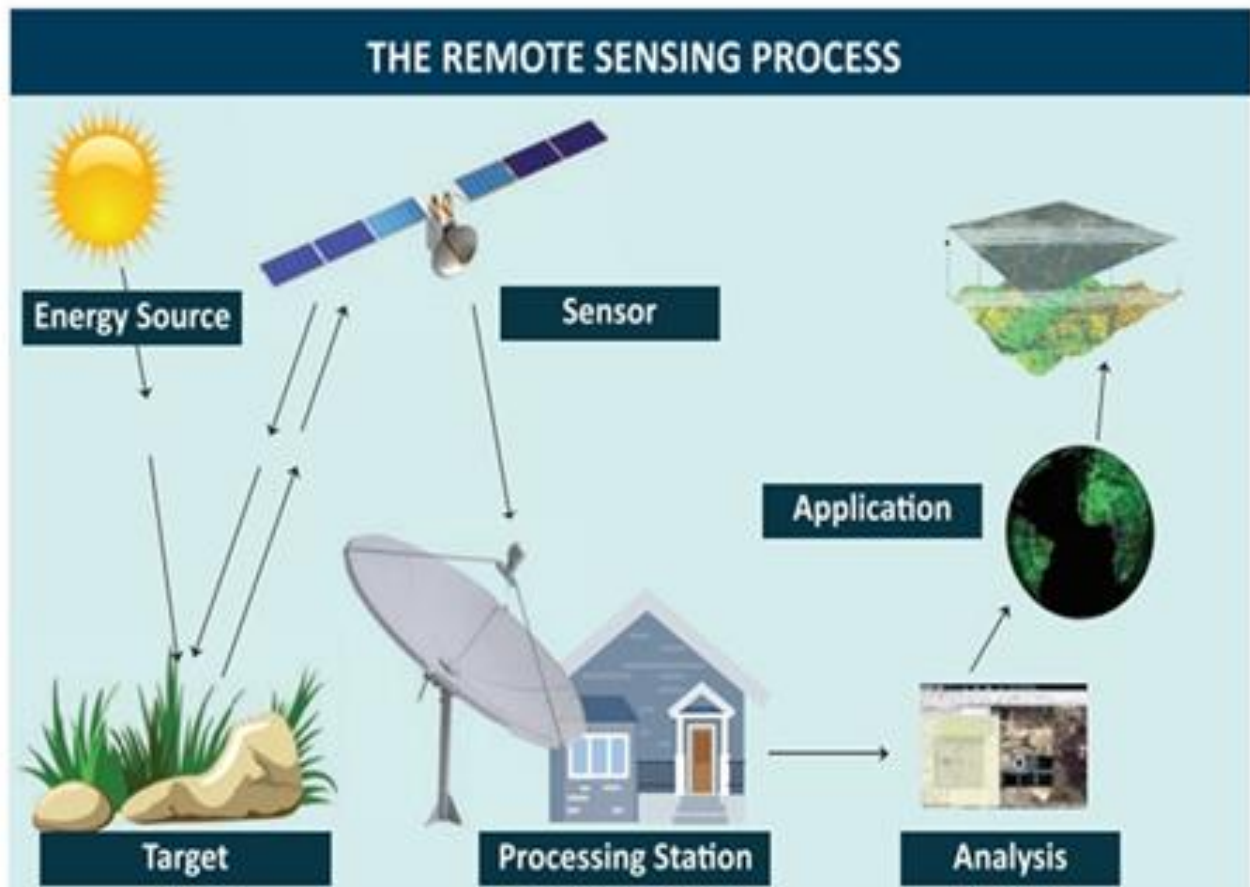 THE REMOTE SENSING PROCESS
Energy Source
Sensor
Application
Target
Processing Station
Analysis